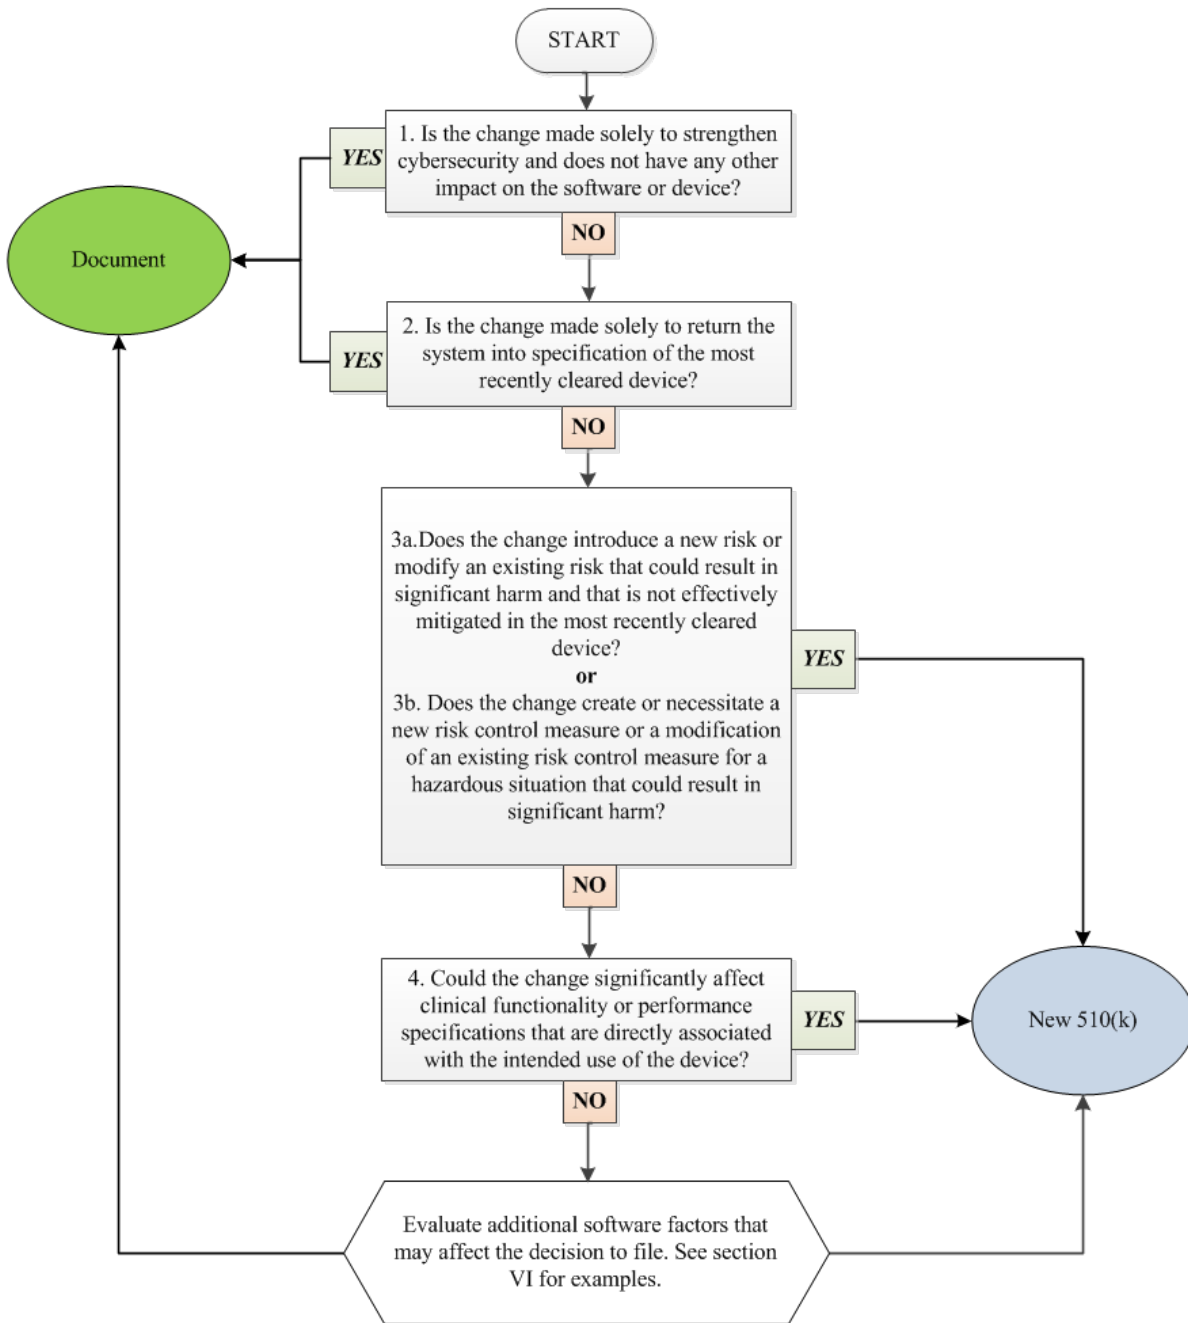 START
1. Is the change made solely to strengthen
cybersecurity and does not have any other
impact on the software or device?
YES
NO
Document
2. Is the change made solely to return the
system into specification of the most
recently cleared device?
YES
NO
3a.Does the change introduce a new risk or
modify an existing risk that could result in
significant harm and that is not effectively
mitigated in the most recently cleared
device?
or
3b. Does the change create or necessitate a
new risk control measure or a modification
of an existing risk control measure for a
hazardous situation that could result in
significant harm?
YES
NO
4. Could the change significantly affect
clinical functionality or performance
specifications that are directly associated
with the intended use of the device?
YES
New 510(k)
NO
Evaluate additional software factors that
may affect the decision to file. See section
VI for examples.